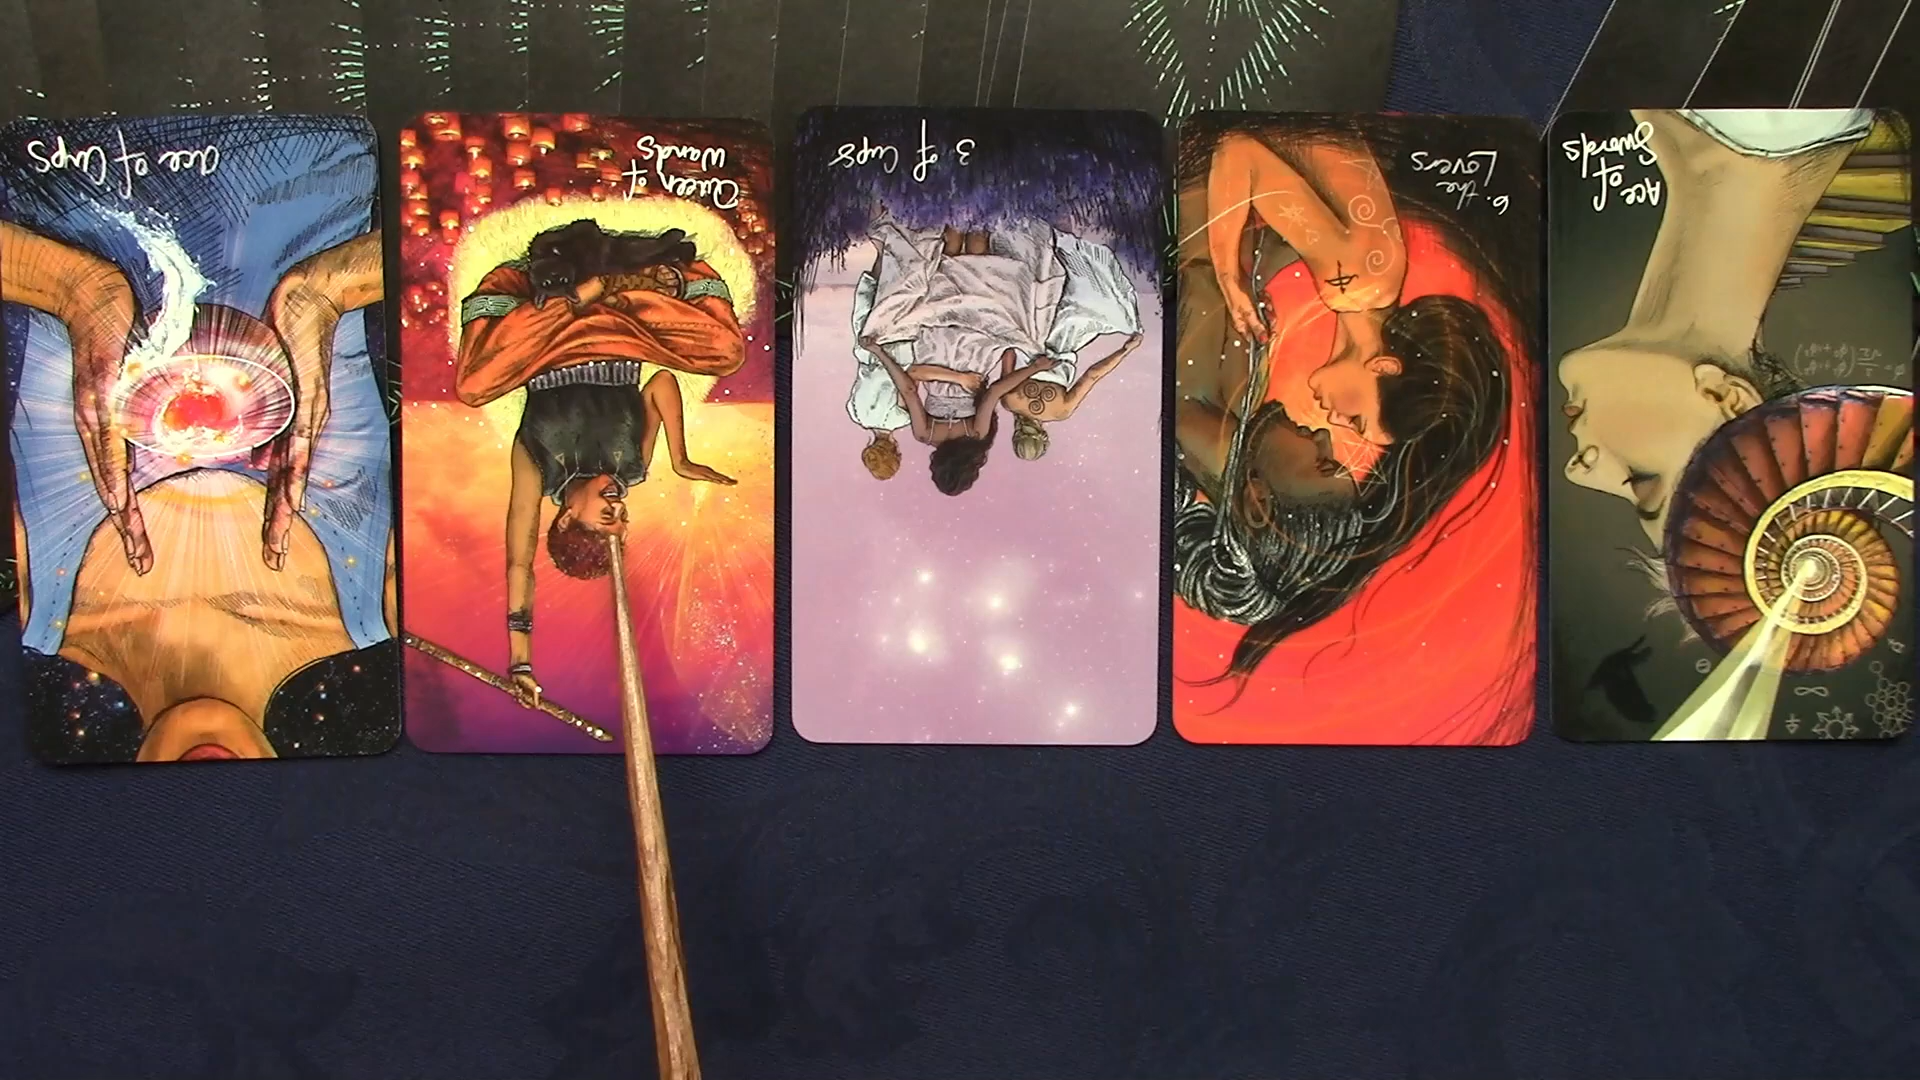 Ace of Cups
Queen of
Wands
3 of Cups
6. the
Lovers
Ace
of
Swords